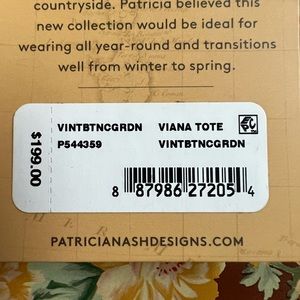 countryside. Patricia believed this
new collection would be ideal for
wearing all year-round and transitions
well from winter to spring.
$199.00
VINTBTNCGRDN VIANA TOTE
P544359 VINTBTNCGRDN
8 87986 27205 4
PATRICIANASHDESIGNS.COM